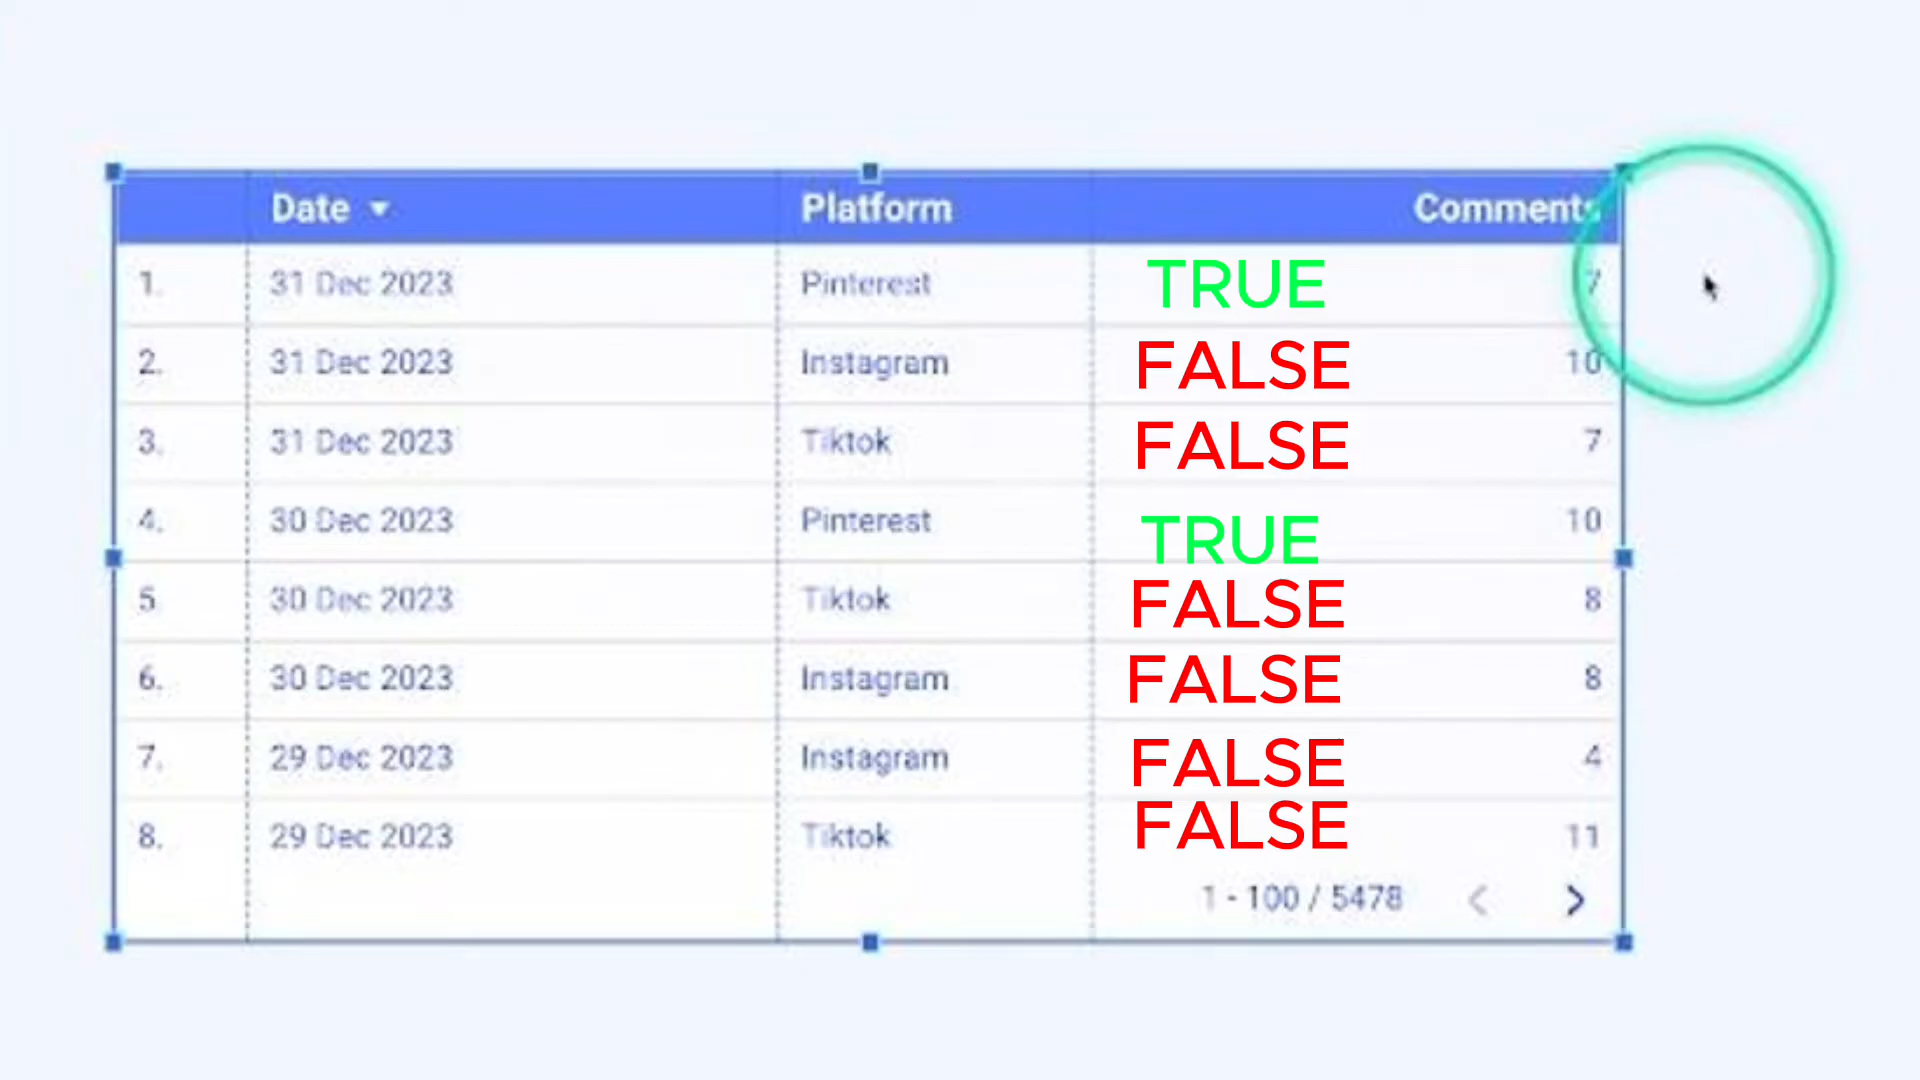 Date Platform Comments
1. 31 Dec 2023 Pinterest TRUE 7
2. 31 Dec 2023 Instagram FALSE 10
3. 31 Dec 2023 Tiktok FALSE 7
4. 30 Dec 2023 Pinterest TRUE 10
5. 30 Dec 2023 Tiktok FALSE 8
6. 30 Dec 2023 Instagram FALSE 8
7. 29 Dec 2023 Instagram FALSE 4
8. 29 Dec 2023 Tiktok FALSE 11
1 - 100 / 5478